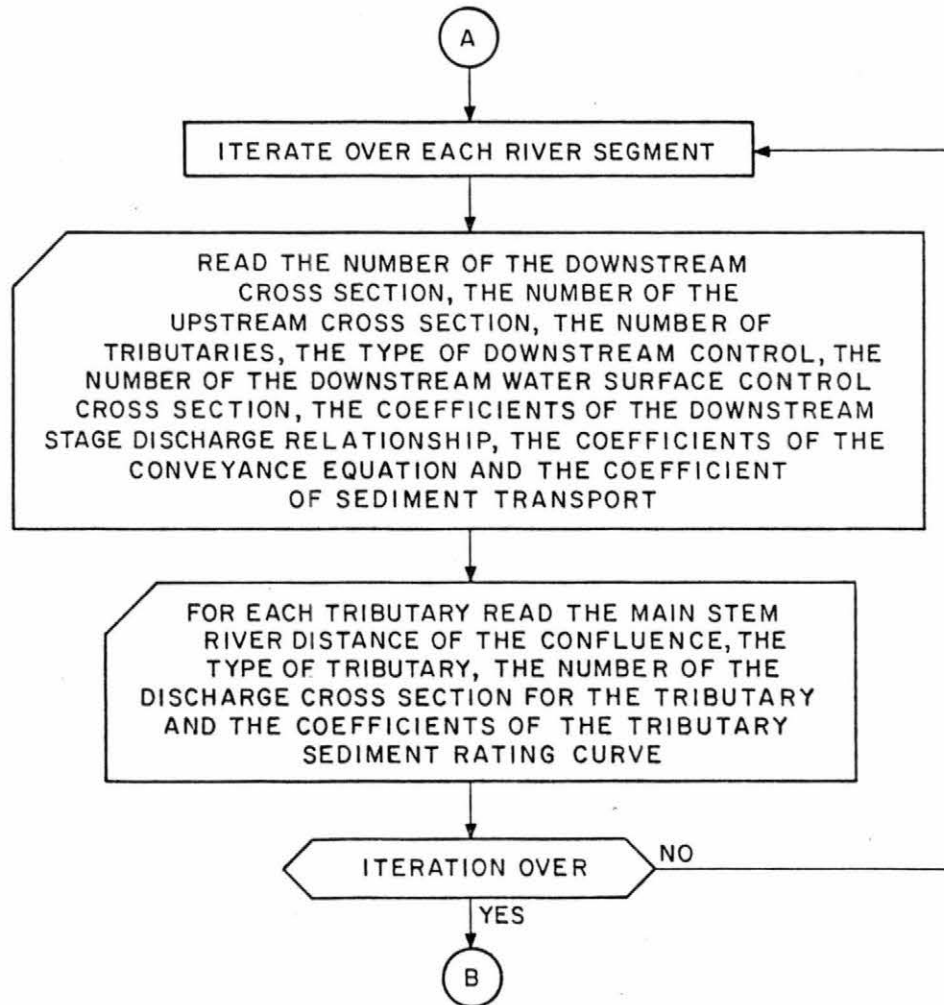 A
ITERATE OVER EACH RIVER SEGMENT
READ THE NUMBER OF THE DOWNSTREAM
CROSS SECTION, THE NUMBER OF THE
UPSTREAM CROSS SECTION, THE NUMBER OF
TRIBUTARIES, THE TYPE OF DOWNSTREAM CONTROL, THE
NUMBER OF THE DOWNSTREAM WATER SURFACE CONTROL
CROSS SECTION, THE COEFFICIENTS OF THE DOWNSTREAM
STAGE DISCHARGE RELATIONSHIP, THE COEFFICIENTS OF THE
CONVEYANCE EQUATION AND THE COEFFICIENT
OF SEDIMENT TRANSPORT
FOR EACH TRIBUTARY READ THE MAIN STEM
RIVER DISTANCE OF THE CONFLUENCE, THE
TYPE OF TRIBUTARY, THE NUMBER OF THE
DISCHARGE CROSS SECTION FOR THE TRIBUTARY
AND THE COEFFICIENTS OF THE TRIBUTARY
SEDIMENT RATING CURVE
ITERATION OVER
NO
YES
B